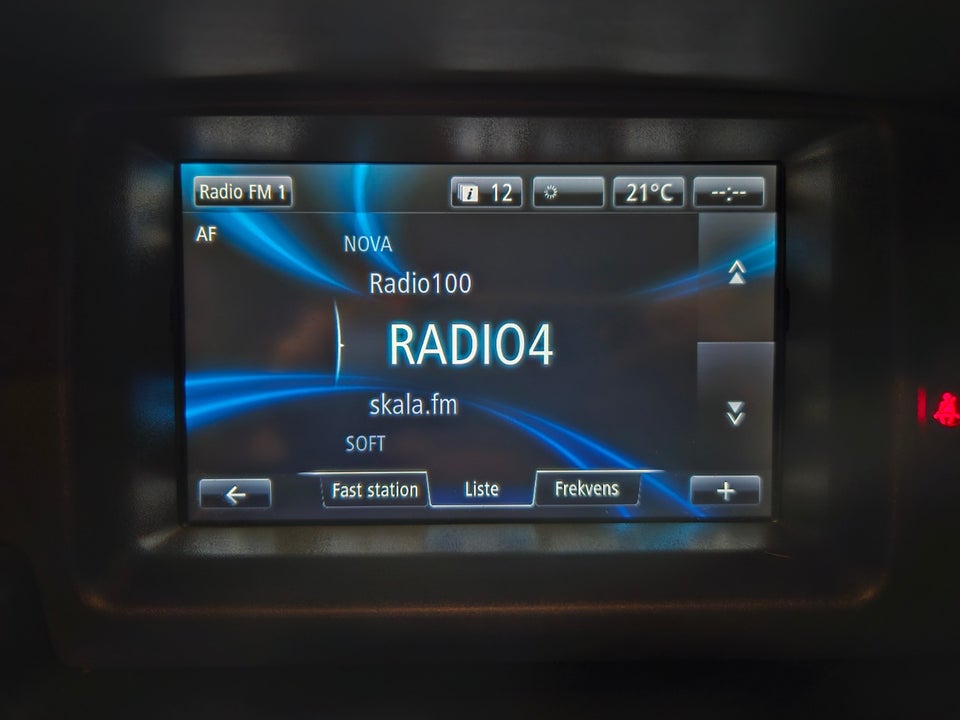 Radio FM 1
i 12
21°C
--:--
AF
NOVA
Radio100
RADIO4
skala.fm
SOFT
Fast station
Liste
Frekvens
+